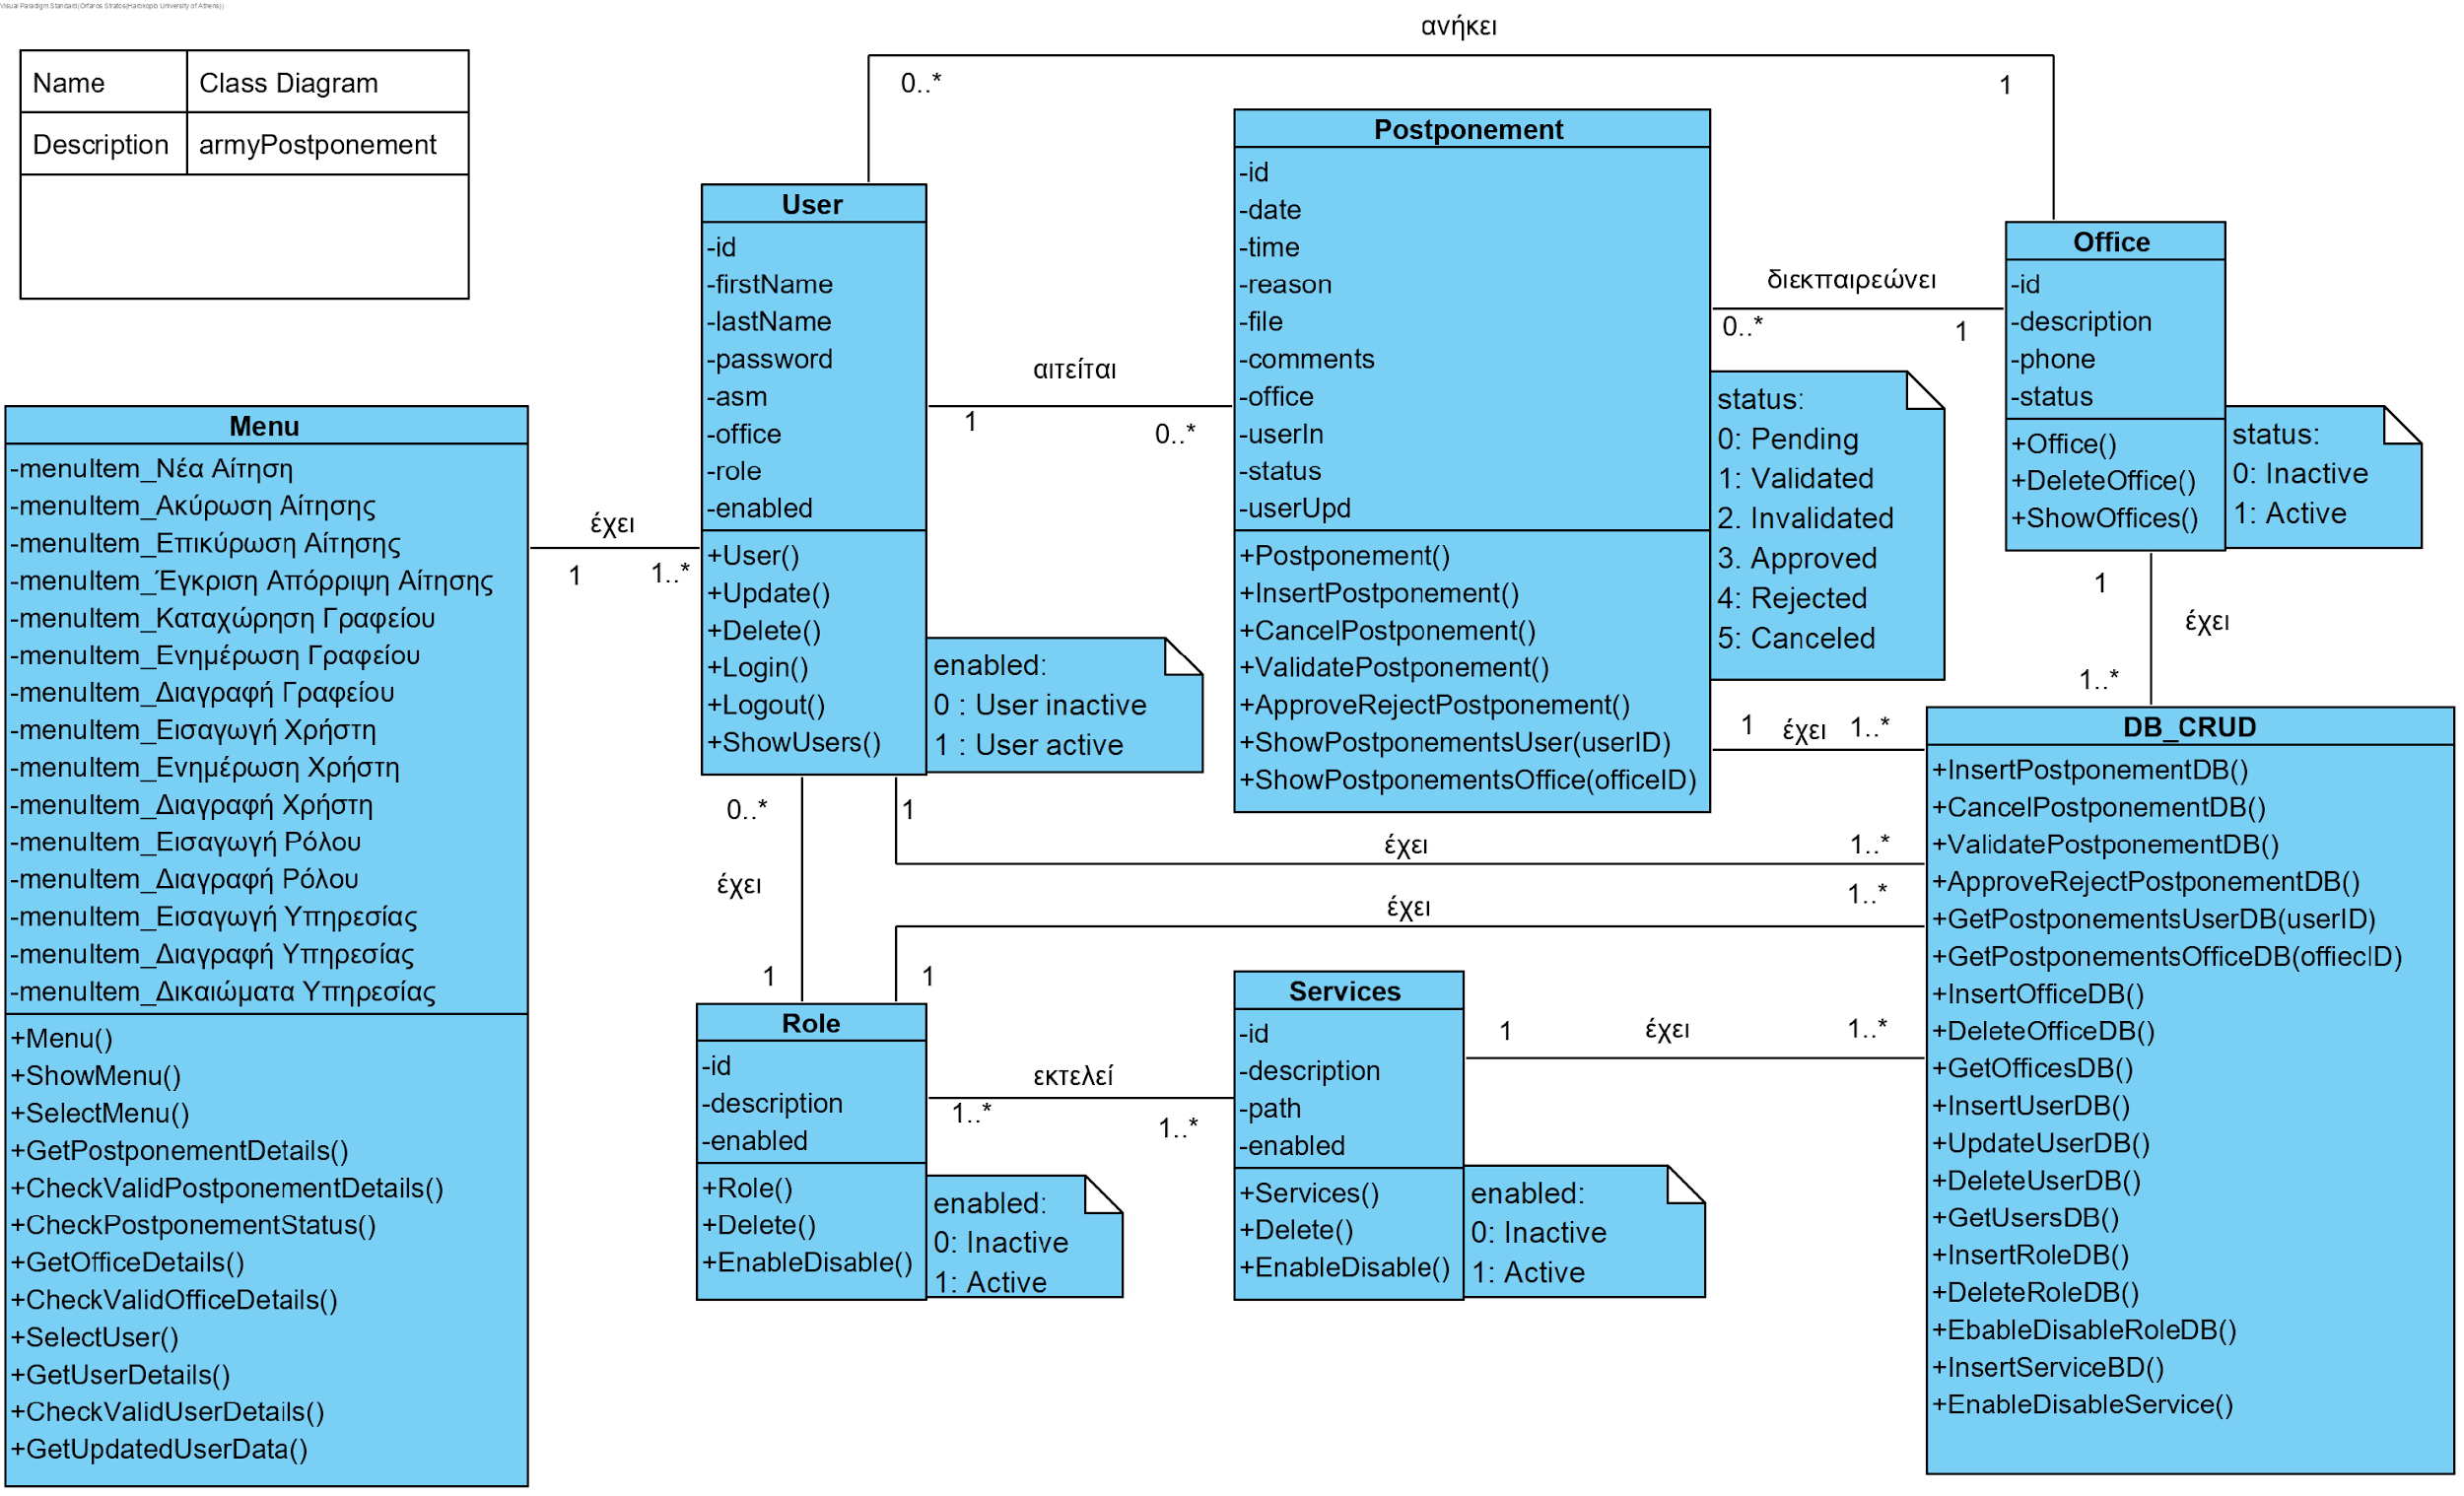 Visual Paradigm Standard(Orfaros Stratos(Harokopio University of Athens))
Name Class Diagram
Description armyPostponement
ανήκει
0..*
1
User
-id
-firstName
-lastName
-password
-asm
-office
-role
-enabled
+User()
+Update()
+Delete()
+Login()
+Logout()
+ShowUsers()
enabled:
0 : User inactive
1 : User active
αιτείται
1
0..*
Postponement
-id
-date
-time
-reason
-file
-comments
-office
-userIn
-status
-userUpd
+Postponement()
+InsertPostponement()
+CancelPostponement()
+ValidatePostponement()
+ApproveRejectPostponement()
+ShowPostponementsUser(userID)
+ShowPostponementsOffice(officeID)
status:
0: Pending
1: Validated
2. Invalidated
3. Approved
4: Rejected
5: Canceled
διεκπαιρεώνει
0..*
1
Office
-id
-description
-phone
-status
+Office()
+DeleteOffice()
+ShowOffices()
status:
0: Inactive
1: Active
1
έχει
1..*
Menu
-menuItem_Νέα Αίτηση
-menuItem_Ακύρωση Αίτησης
-menuItem_Επικύρωση Αίτησης
-menuItem_Έγκριση Απόρριψη Αίτησης
-menuItem_Καταχώρηση Γραφείου
-menuItem_Ενημέρωση Γραφείου
-menuItem_Διαγραφή Γραφείου
-menuItem_Εισαγωγή Χρήστη
-menuItem_Ενημέρωση Χρήστη
-menuItem_Διαγραφή Χρήστη
-menuItem_Εισαγωγή Ρόλου
-menuItem_Διαγραφή Ρόλου
-menuItem_Εισαγωγή Υπηρεσίας
-menuItem_Διαγραφή Υπηρεσίας
-menuItem_Δικαιώματα Υπηρεσίας
+Menu()
+ShowMenu()
+SelectMenu()
+GetPostponementDetails()
+CheckValidPostponementDetails()
+CheckPostponementStatus()
+GetOfficeDetails()
+CheckValidOfficeDetails()
+SelectUser()
+GetUserDetails()
+CheckValidUserDetails()
+GetUpdatedUserData()
έχει
1
1..*
1
έχει
1..*
0..*
έχει
1
1
έχει
1..*
1
έχει
1..*
Role
-id
-description
-enabled
+Role()
+Delete()
+EnableDisable()
enabled:
0: Inactive
1: Active
εκτελεί
1..*
1..*
Services
-id
-description
-path
-enabled
+Services()
+Delete()
+EnableDisable()
enabled:
0: Inactive
1: Active
1
έχει
1..*
DB_CRUD
+InsertPostponementDB()
+CancelPostponementDB()
+ValidatePostponementDB()
+ApproveRejectPostponementDB()
+GetPostponementsUserDB(userID)
+GetPostponementsOfficeDB(offiecID)
+InsertOfficeDB()
+DeleteOfficeDB()
+GetOfficesDB()
+InsertUserDB()
+UpdateUserDB()
+DeleteUserDB()
+GetUsersDB()
+InsertRoleDB()
+DeleteRoleDB()
+EbableDisableRoleDB()
+InsertServiceBD()
+EnableDisableService()